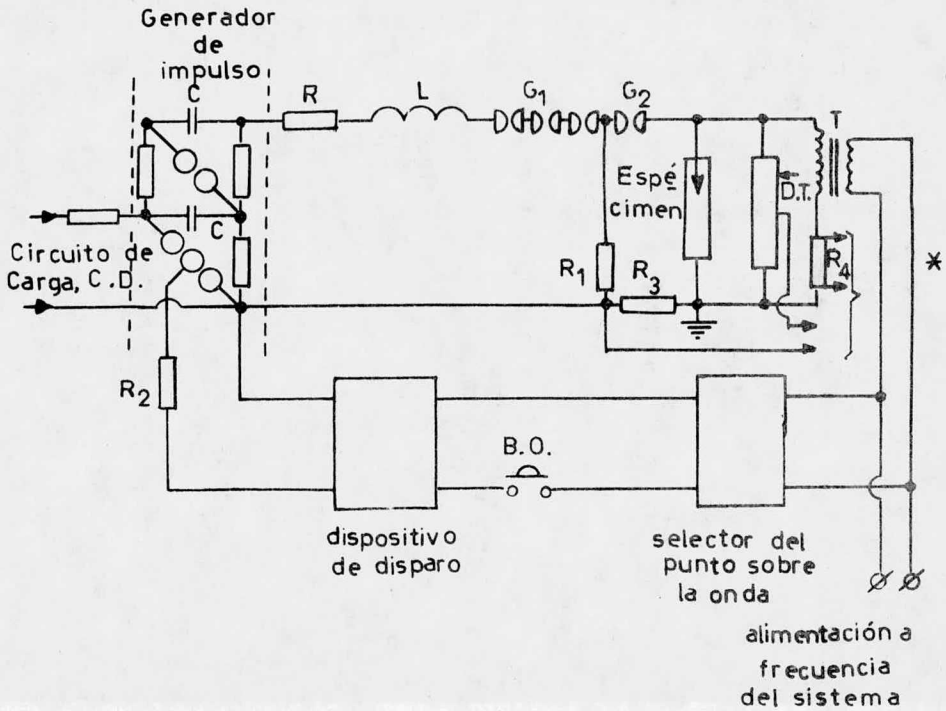 Generador
de
impulso
C
R
L
G1
G2
T
Espé
cimen
D.T.
C
Circuito de
Carga, C.D.
R1
R3
R4
*
R2
B.O.
dispositivo
de disparo
selector del
punto sobre
la onda
alimentación a
frecuencia
del sistema